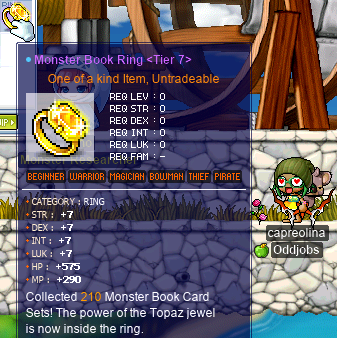 Monster Book Ring <Tier 7>
One of a kind Item, Untradeable
REQ LEV : 0
REQ STR : 0
REQ DEX : 0
REQ INT : 0
REQ LUK : 0
REQ FAM : -
Monster Researcher
BEGINNER WARRIOR MAGICIAN BOWMAN THIEF PIRATE
· CATEGORY : RING
· STR : +7
· DEX : +7
· INT : +7
· LUK : +7
· HP : +575
· MP : +290
Collected 210 Monster Book Card
Sets! The power of the Topaz jewel
is now inside the ring.
capreolina
Oddjobs